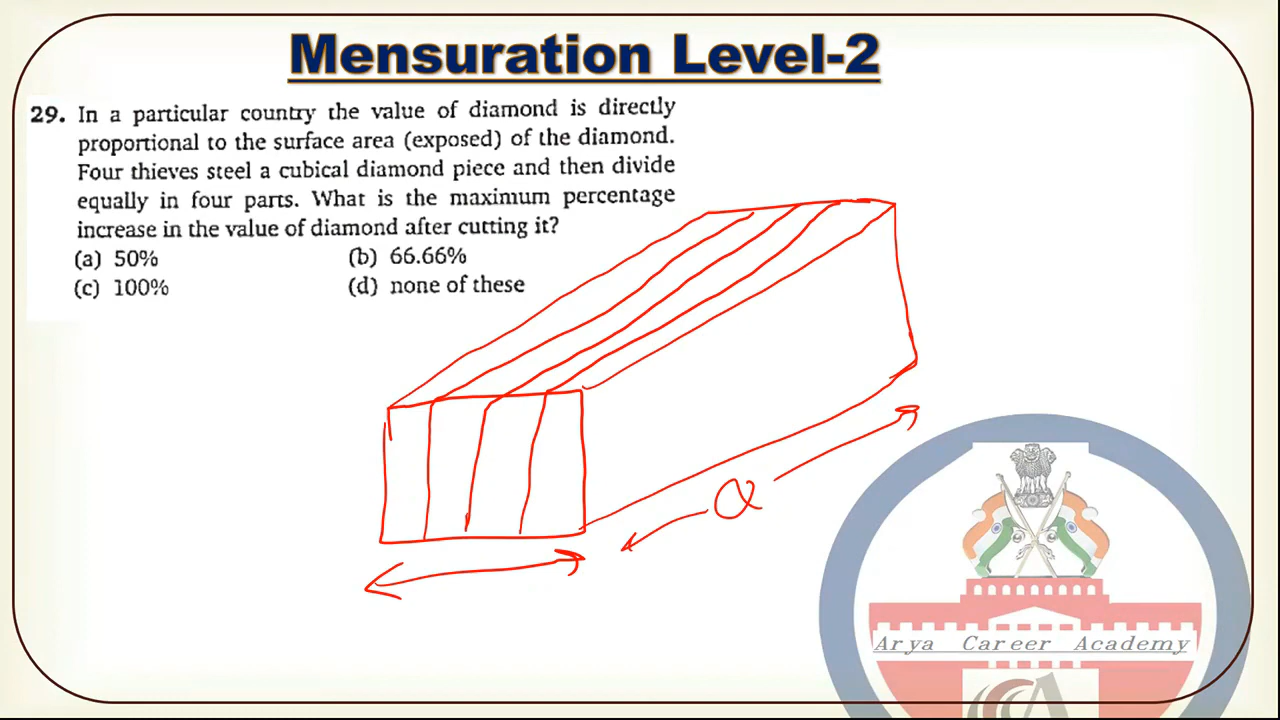 Mensuration Level-2
29. In a particular country the value of diamond is directly
proportional to the surface area (exposed) of the diamond.
Four thieves steel a cubical diamond piece and then divide
equally in four parts. What is the maximum percentage
increase in the value of diamond after cutting it?
(a) 50% (b) 66.66%
(c) 100% (d) none of these
a
Arya Career Academy